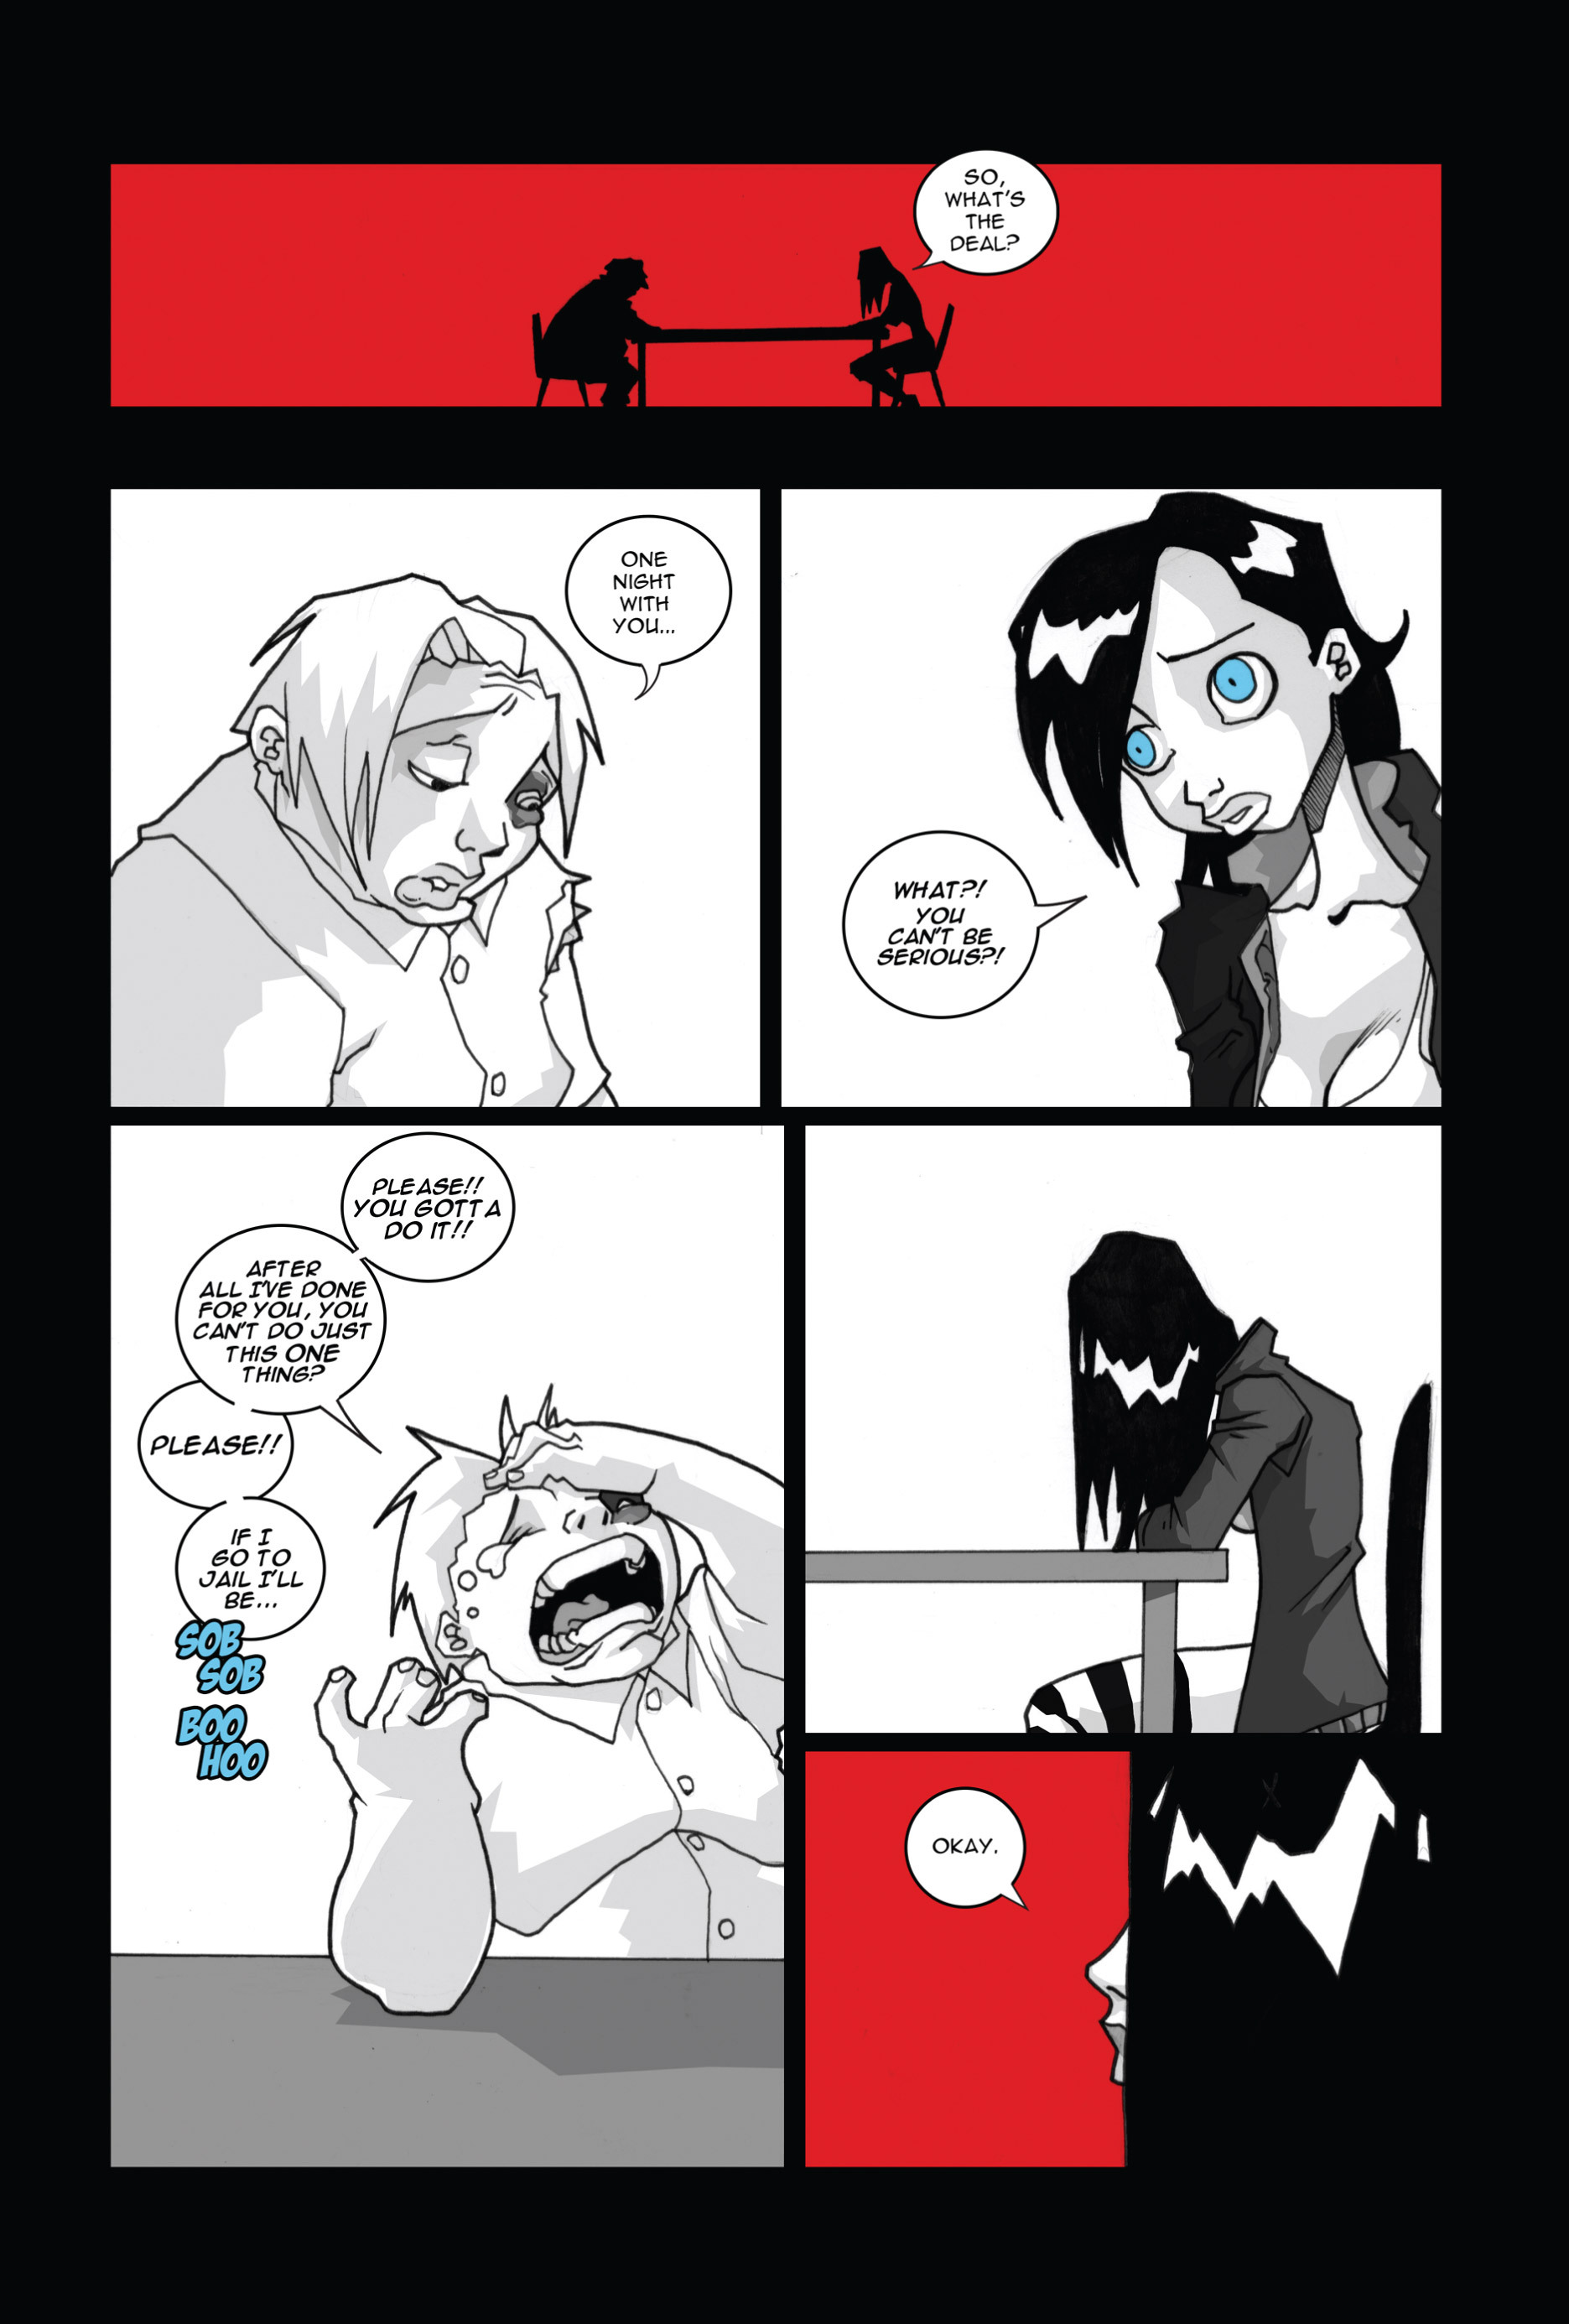 SO,
WHAT'S
THE
DEAL?
ONE
NIGHT
WITH
YOU...
WHAT?!
YOU
CAN'T BE
SERIOUS?!
PLEASE!!
YOU GOTTA
DO IT!!
AFTER
ALL I'VE DONE
FOR YOU, YOU
CAN'T DO JUST
THIS ONE
THING?
PLEASE!!
IF I
GO TO
JAIL I'LL
BE...
SOB
SOB
BOO
HOO
OKAY.